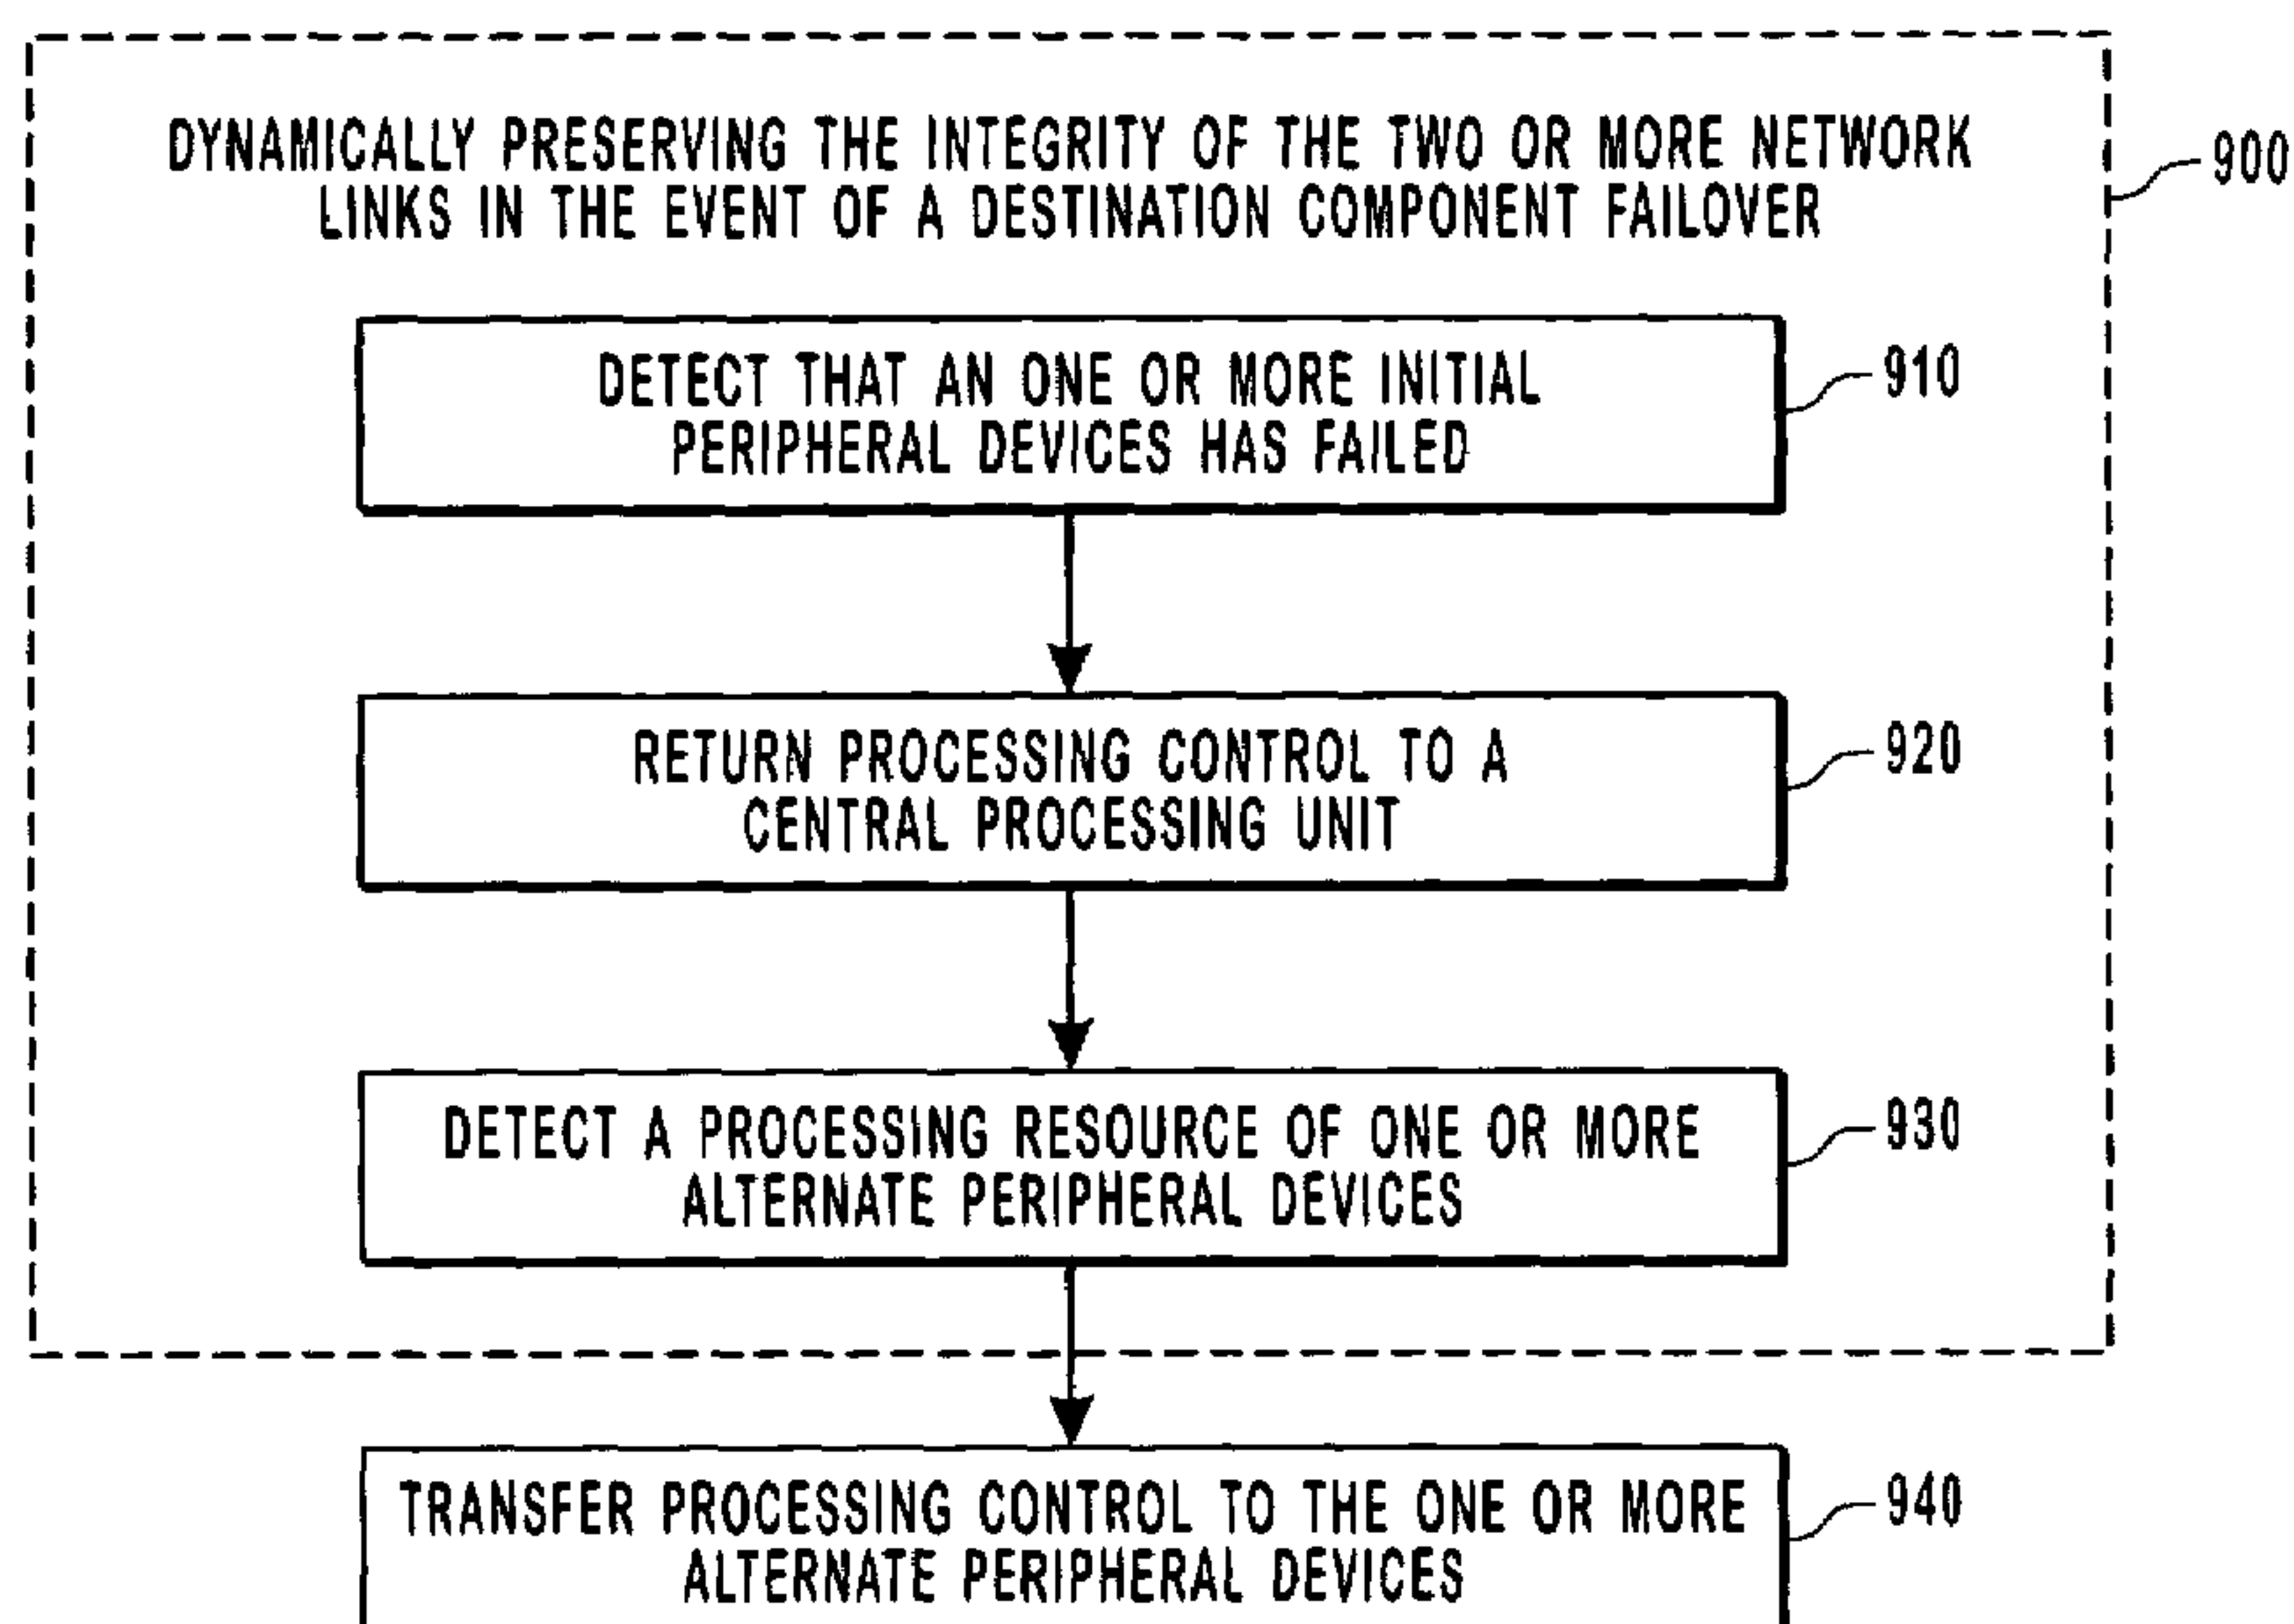 DYNAMICALLY PRESERVING THE INTEGRITY OF THE TWO OR MORE NETWORK
LINKS IN THE EVENT OF A DESTINATION COMPONENT FAILOVER
900
DETECT THAT AN ONE OR MORE INITIAL
PERIPHERAL DEVICES HAS FAILED
910
RETURN PROCESSING CONTROL TO A
CENTRAL PROCESSING UNIT
920
DETECT A PROCESSING RESOURCE OF ONE OR MORE
ALTERNATE PERIPHERAL DEVICES
930
TRANSFER PROCESSING CONTROL TO THE ONE OR MORE
ALTERNATE PERIPHERAL DEVICES
940